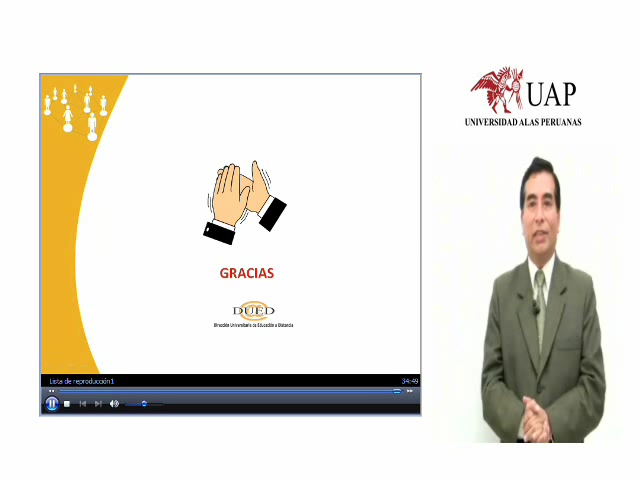 UAP
UNIVERSIDAD ALAS PERUANAS
GRACIAS
DUED
Dirección Universitaria de Educación a Distancia
Lista de reproducción1
34:49